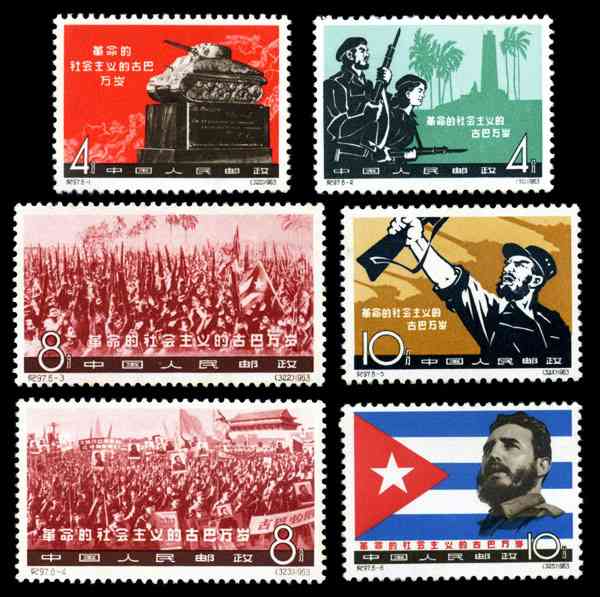 革命的
社会主义的古巴
万岁
4分
中国人民邮政
纪97.6-1 (320)1963
革命的社会主义的
古巴万岁
4分
中国人民邮政
纪97.6-2 1963
革命的社会主义的古巴万岁
8分
中国人民邮政
纪97.6-3 (322)1963
革命的社会主义的
古巴万岁
10分
中国人民邮政
纪97.6-5 (324)1963
古巴
革命的社会主义的古巴万岁
8分
中国人民邮政
纪97.6-4 (323)1963
革命的社会主义的古巴万岁
10分
中国人民邮政
纪97.6-6 (325)1963